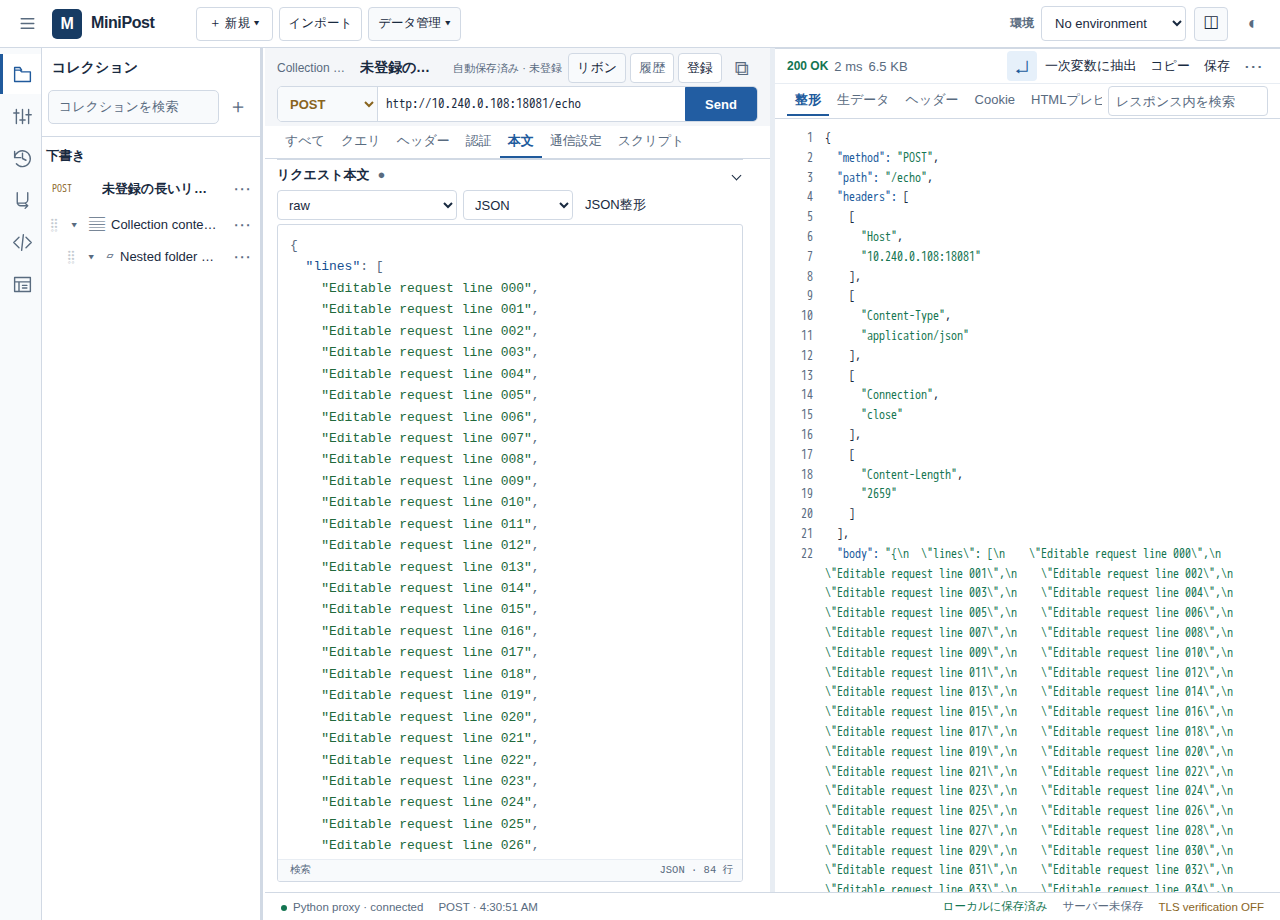 M MiniPost
＋ 新規 ▾ インポート データ管理 ▾
環境 No environment
コレクション
コレクションを検索 +
下書き
POST 未登録の長いリ… ···
▾ Collection conte… ···
▾ Nested folder … ···
Collection … 未登録の… 自動保存済み · 未登録 リボン 履歴 登録
POST http://10.240.0.108:18081/echo Send
すべて クエリ ヘッダー 認証 本文 通信設定 スクリプト
リクエスト本文 ●
raw JSON JSON整形
{
"lines": [
"Editable request line 000",
"Editable request line 001",
"Editable request line 002",
"Editable request line 003",
"Editable request line 004",
"Editable request line 005",
"Editable request line 006",
"Editable request line 007",
"Editable request line 008",
"Editable request line 009",
"Editable request line 010",
"Editable request line 011",
"Editable request line 012",
"Editable request line 013",
"Editable request line 014",
"Editable request line 015",
"Editable request line 016",
"Editable request line 017",
"Editable request line 018",
"Editable request line 019",
"Editable request line 020",
"Editable request line 021",
"Editable request line 022",
"Editable request line 023",
"Editable request line 024",
"Editable request line 025",
"Editable request line 026",
検索 JSON · 84 行
200 OK 2 ms 6.5 KB 一次変数に抽出 コピー 保存 ···
整形 生データ ヘッダー Cookie HTMLプレビ レスポンス内を検索
1 {
2 "method": "POST",
3 "path": "/echo",
4 "headers": [
5 [
6 "Host",
7 "10.240.0.108:18081"
8 ],
9 [
10 "Content-Type",
11 "application/json"
12 ],
13 [
14 "Connection",
15 "close"
16 ],
17 [
18 "Content-Length",
19 "2659"
20 ]
21 ],
22 "body": "{\n  \"lines\": [\n    \"Editable request line 000\",\n
\"Editable request line 001\",\n    \"Editable request line 002\",\n
\"Editable request line 003\",\n    \"Editable request line 004\",\n
\"Editable request line 005\",\n    \"Editable request line 006\",\n
\"Editable request line 007\",\n    \"Editable request line 008\",\n
\"Editable request line 009\",\n    \"Editable request line 010\",\n
\"Editable request line 011\",\n    \"Editable request line 012\",\n
\"Editable request line 013\",\n    \"Editable request line 014\",\n
\"Editable request line 015\",\n    \"Editable request line 016\",\n
\"Editable request line 017\",\n    \"Editable request line 018\",\n
\"Editable request line 019\",\n    \"Editable request line 020\",\n
\"Editable request line 021\",\n    \"Editable request line 022\",\n
\"Editable request line 023\",\n    \"Editable request line 024\",\n
\"Editable request line 025\",\n    \"Editable request line 026\",\n
\"Editable request line 027\",\n    \"Editable request line 028\",\n
\"Editable request line 029\",\n    \"Editable request line 030\",\n
\"Editable request line 031\",\n    \"Editable request line 032\",\n
\"Editable request line 033\",\n    \"Editable request line 034\",\n
● Python proxy · connected POST · 4:30:51 AM
ローカルに保存済み サーバー未保存 TLS verification OFF